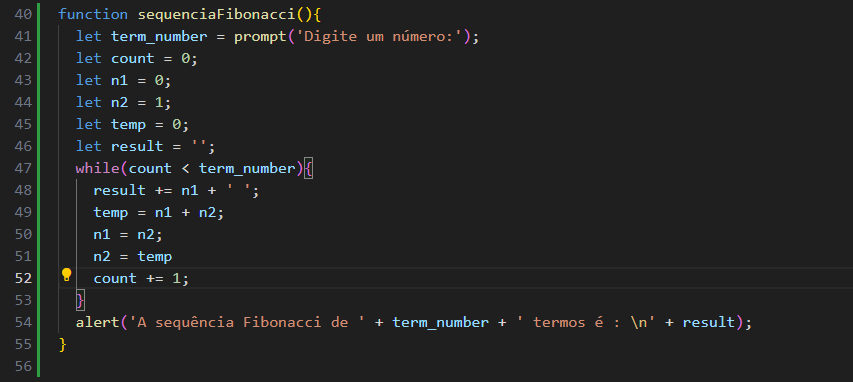 40 function sequenciaFibonacci(){
41 let term_number = prompt('Digite um número:');
42 let count = 0;
43 let n1 = 0;
44 let n2 = 1;
45 let temp = 0;
46 let result = '';
47 while(count < term_number){
48 result += n1 + ' ';
49 temp = n1 + n2;
50 n1 = n2;
51 n2 = temp
52 count += 1;
53 }
54 alert('A sequência Fibonacci de ' + term_number + ' termos é : \n' + result);
55 }
56